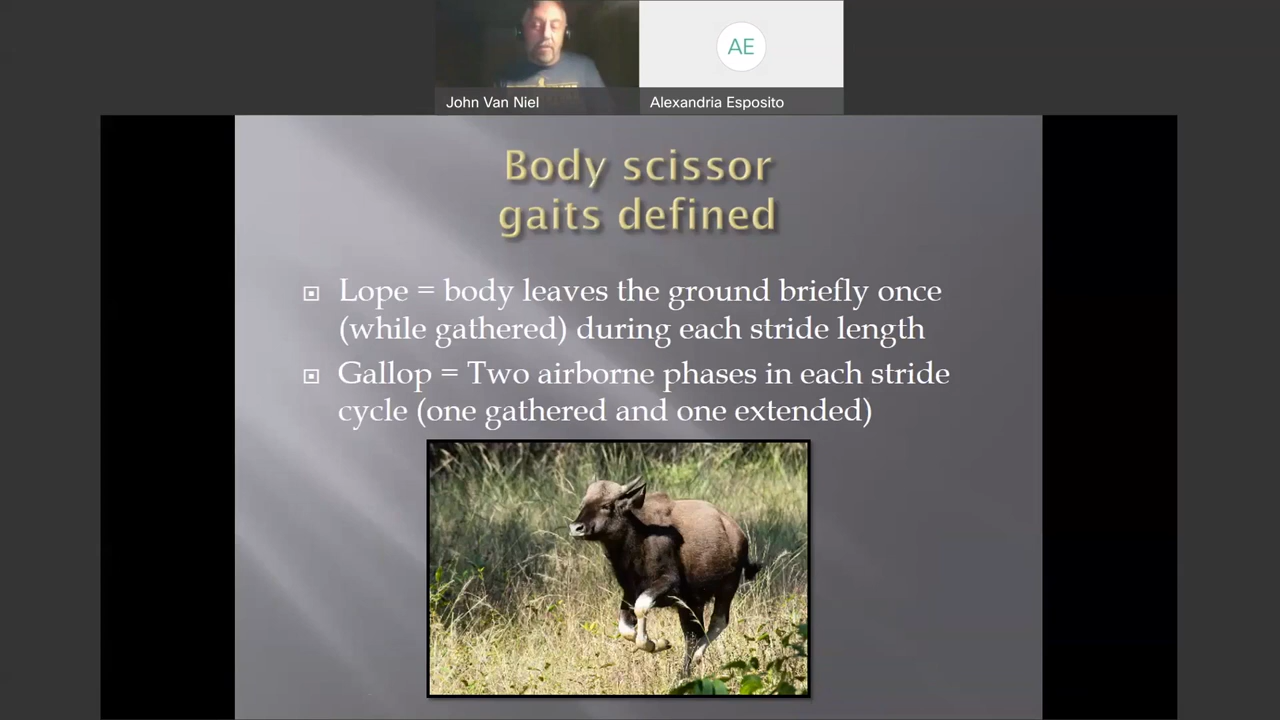 John Van Niel
AE
Alexandria Esposito
Body scissor
gaits defined
Lope = body leaves the ground briefly once
(while gathered) during each stride length
Gallop = Two airborne phases in each stride
cycle (one gathered and one extended)